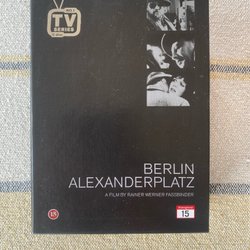 TV
SERIES
BERLIN
ALEXANDERPLATZ
A FILM BY RAINER WERNER FASSBINDER
15